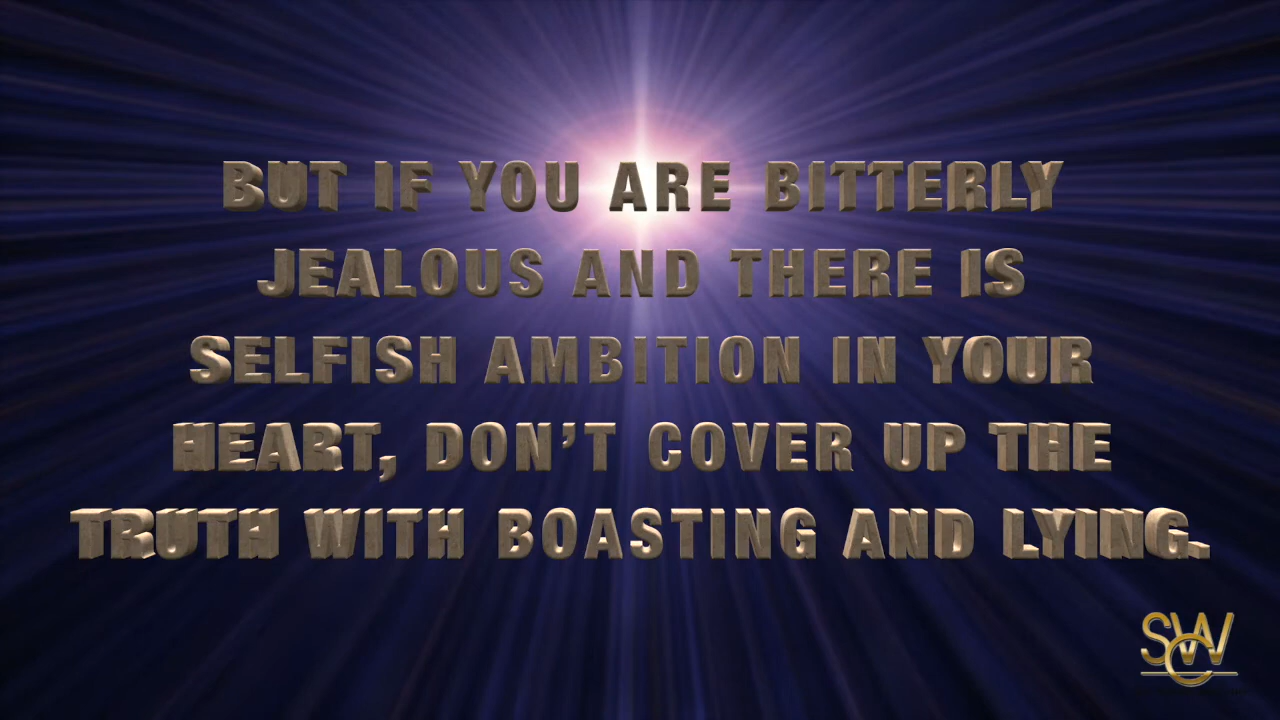 BUT IF YOU ARE BITTERLY
JEALOUS AND THERE IS
SELFISH AMBITION IN YOUR
HEART, DON'T COVER UP THE
TRUTH WITH BOASTING AND LYING.
SCW